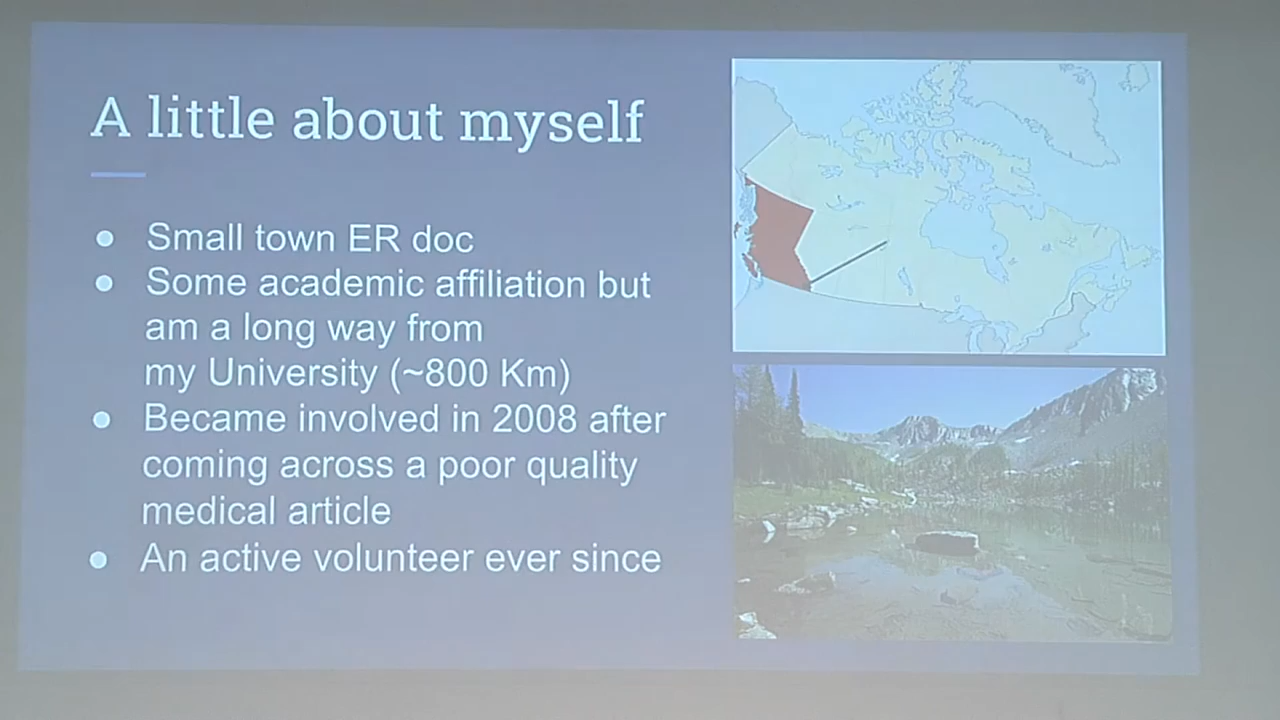 A little about myself
● Small town ER doc
● Some academic affiliation but
am a long way from
my University (~800 Km)
● Became involved in 2008 after
coming across a poor quality
medical article
● An active volunteer ever since